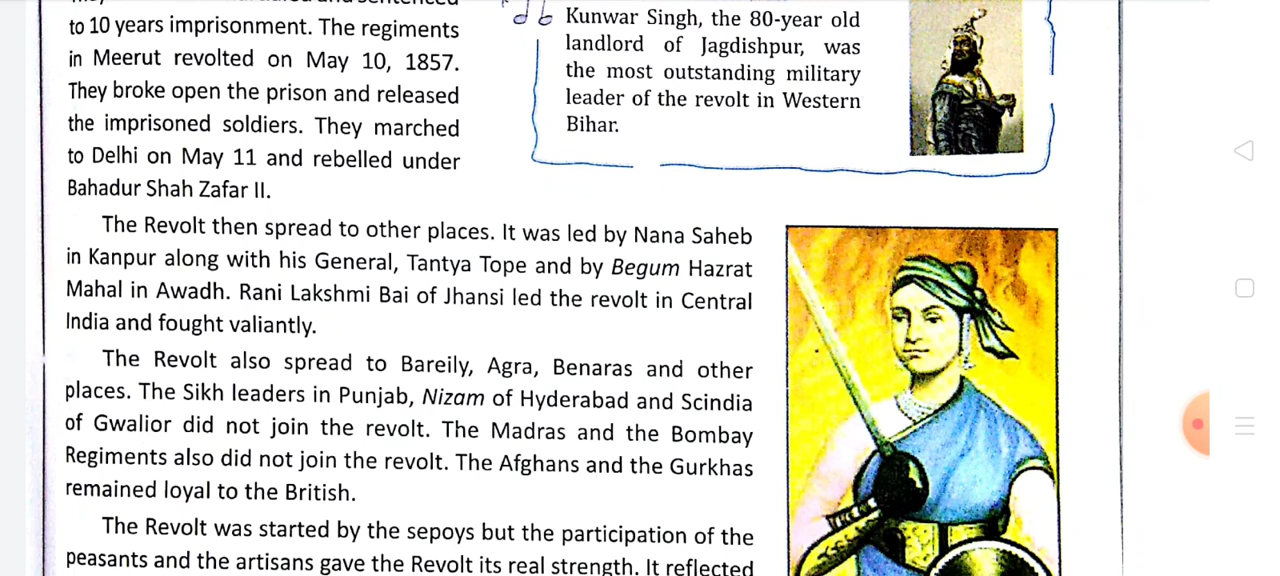 to 10 years imprisonment. The regiments
in Meerut revolted on May 10, 1857.
They broke open the prison and released
the imprisoned soldiers. They marched
to Delhi on May 11 and rebelled under
Bahadur Shah Zafar II.
Kunwar Singh, the 80-year old
landlord of Jagdishpur, was
the most outstanding military
leader of the revolt in Western
Bihar.
The Revolt then spread to other places. It was led by Nana Saheb
in Kanpur along with his General, Tantya Tope and by Begum Hazrat
Mahal in Awadh. Rani Lakshmi Bai of Jhansi led the revolt in Central
India and fought valiantly.
The Revolt also spread to Bareily, Agra, Benaras and other
places. The Sikh leaders in Punjab, Nizam of Hyderabad and Scindia
of Gwalior did not join the revolt. The Madras and the Bombay
Regiments also did not join the revolt. The Afghans and the Gurkhas
remained loyal to the British.
The Revolt was started by the sepoys but the participation of the
peasants and the artisans gave the Revolt its real strength. It reflected